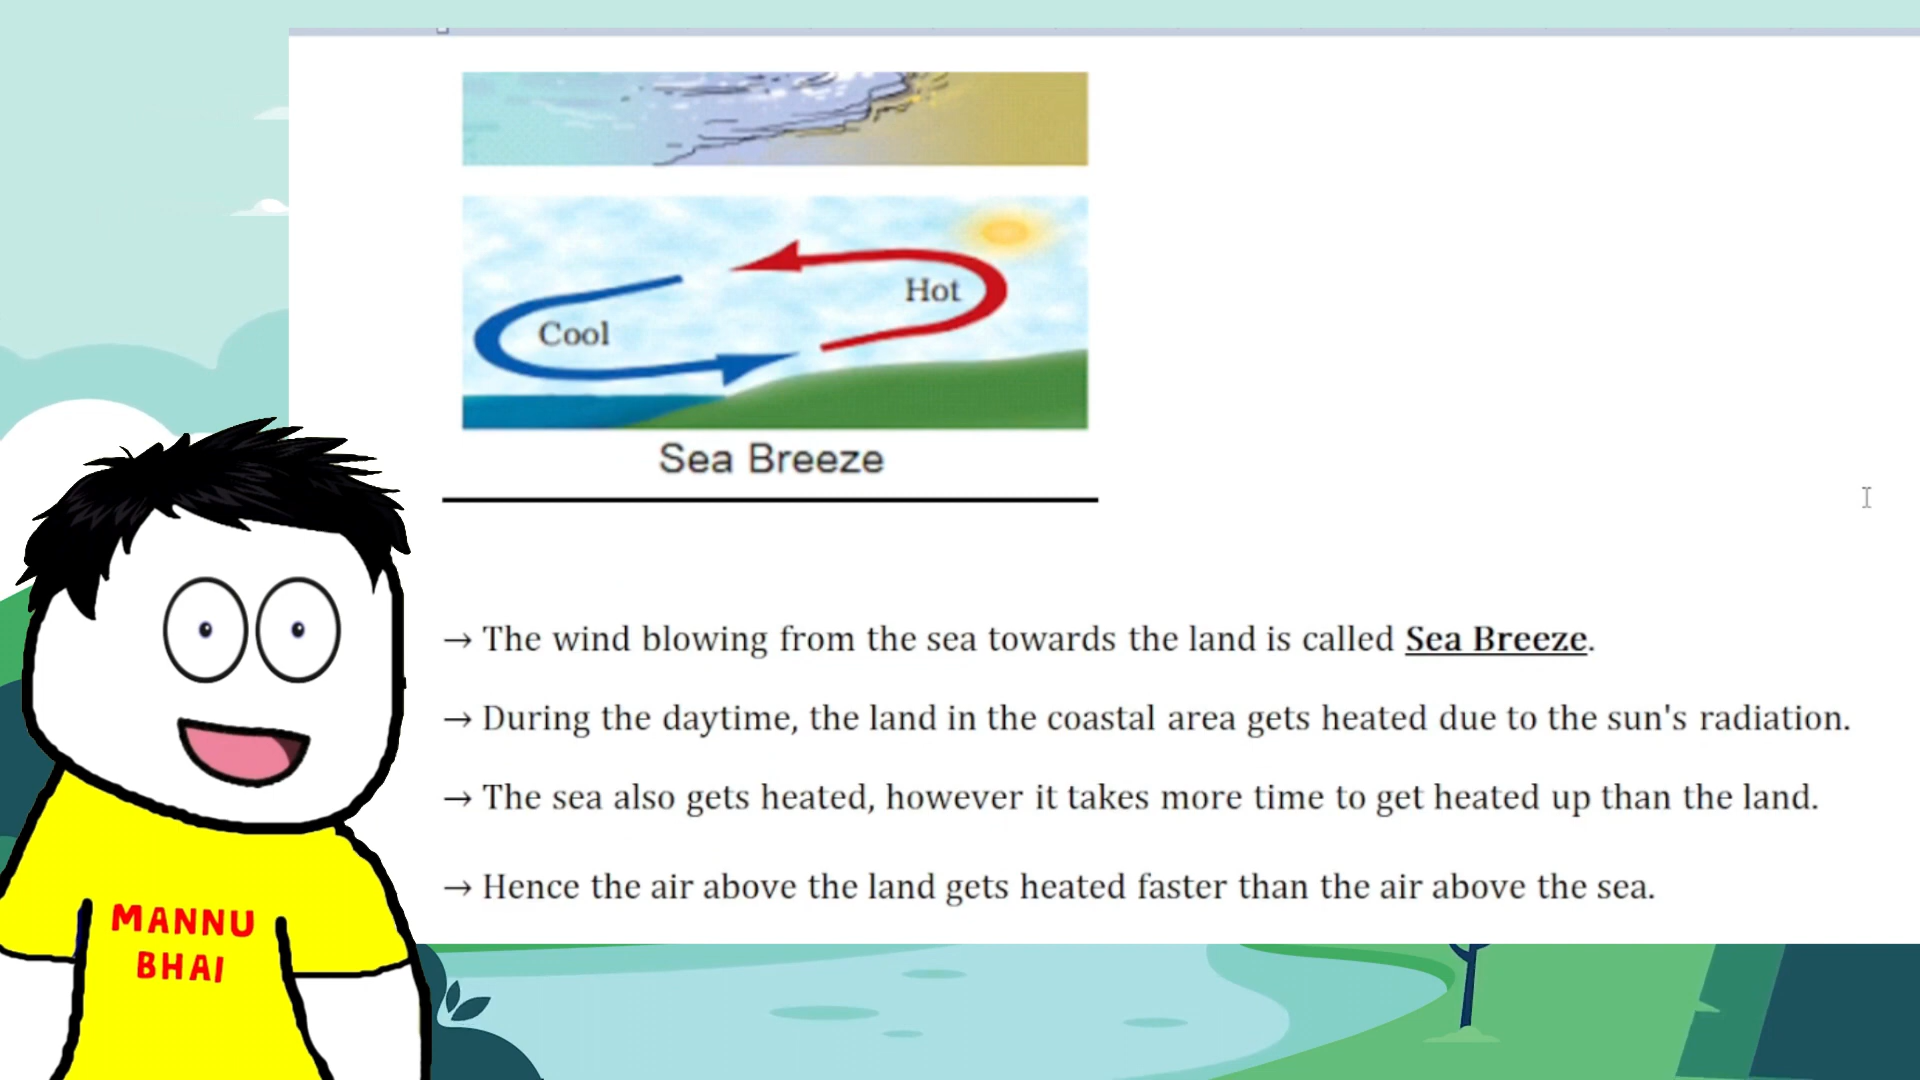 Hot
Cool
Sea Breeze
→ The wind blowing from the sea towards the land is called Sea Breeze.
→ During the daytime, the land in the coastal area gets heated due to the sun's radiation.
→ The sea also gets heated, however it takes more time to get heated up than the land.
→ Hence the air above the land gets heated faster than the air above the sea.
MANNU
BHAI